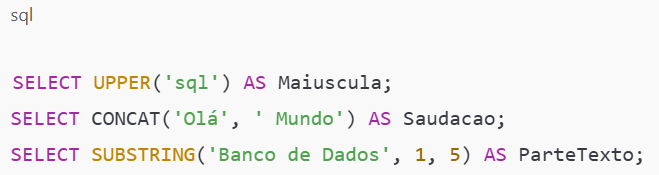 sql
SELECT UPPER('sql') AS Maiuscula;
SELECT CONCAT('Olá', ' Mundo') AS Saudacao;
SELECT SUBSTRING('Banco de Dados', 1, 5) AS ParteTexto;